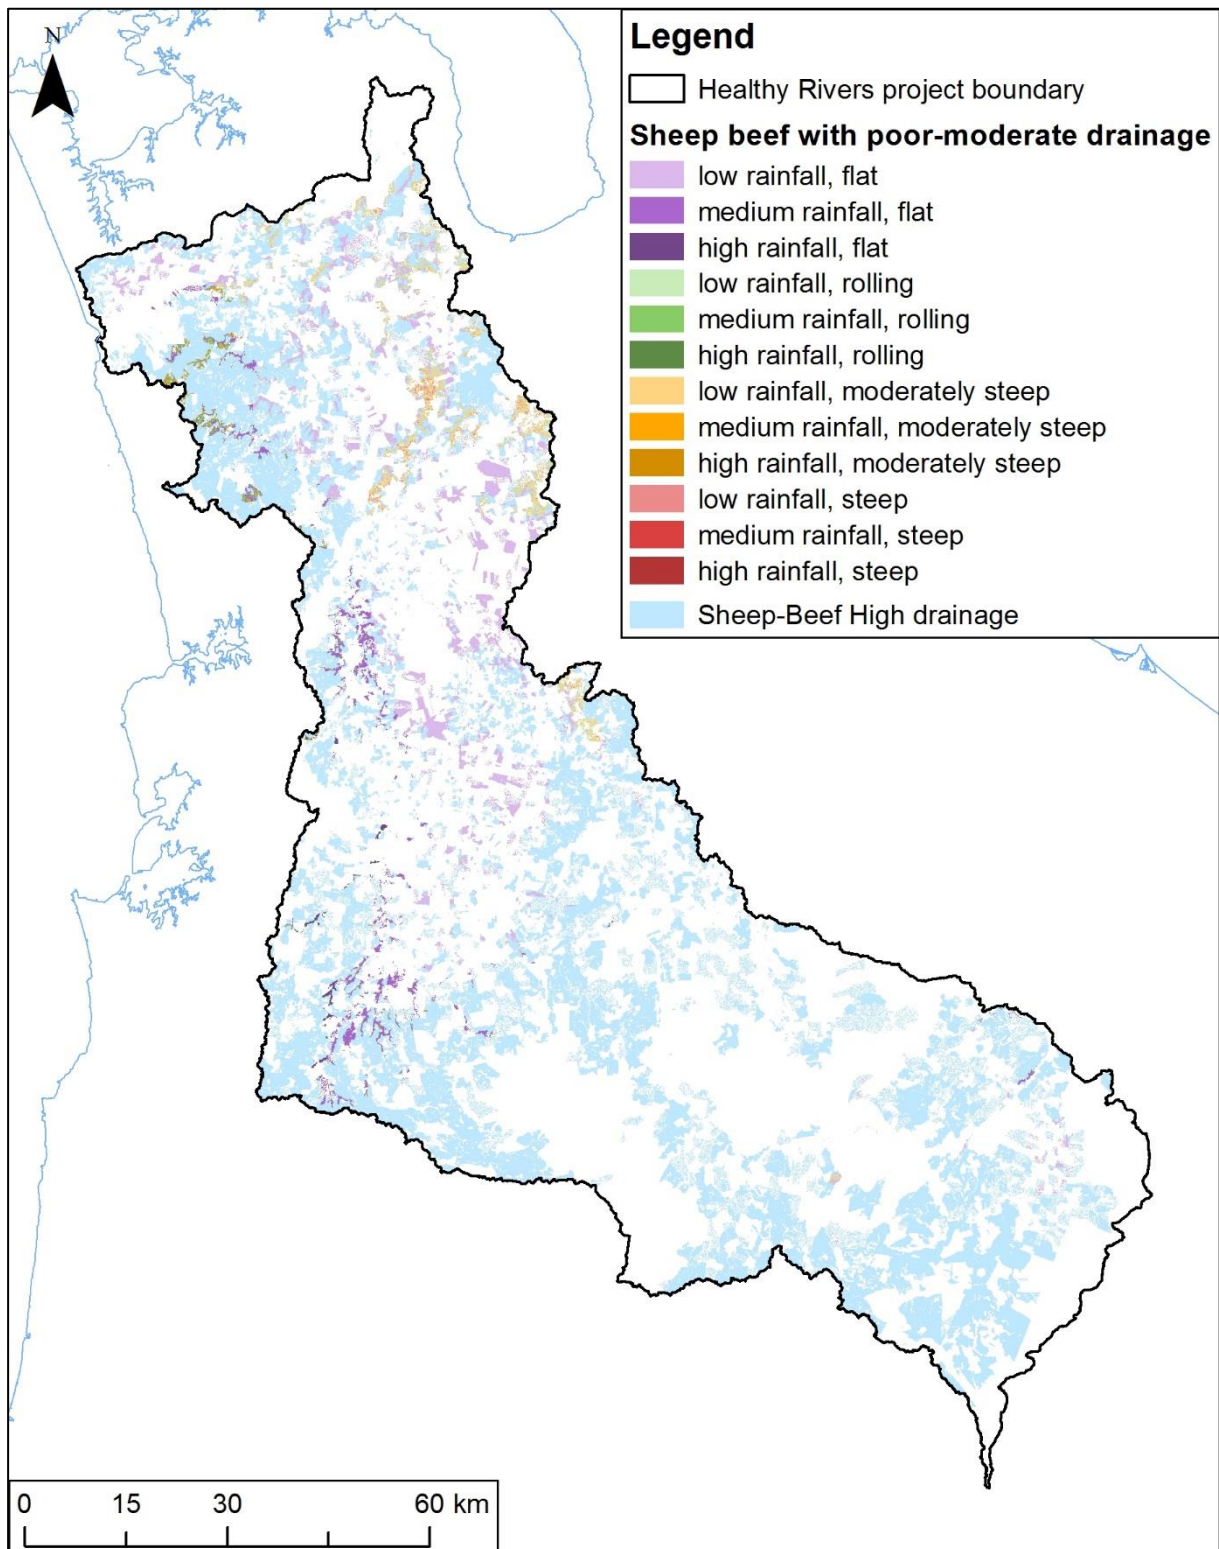 N
Legend
Healthy Rivers project boundary
Sheep beef with poor-moderate drainage
low rainfall, flat
medium rainfall, flat
high rainfall, flat
low rainfall, rolling
medium rainfall, rolling
high rainfall, rolling
low rainfall, moderately steep
medium rainfall, moderately steep
high rainfall, moderately steep
low rainfall, steep
medium rainfall, steep
high rainfall, steep
Sheep-Beef High drainage
0 15 30 60 km